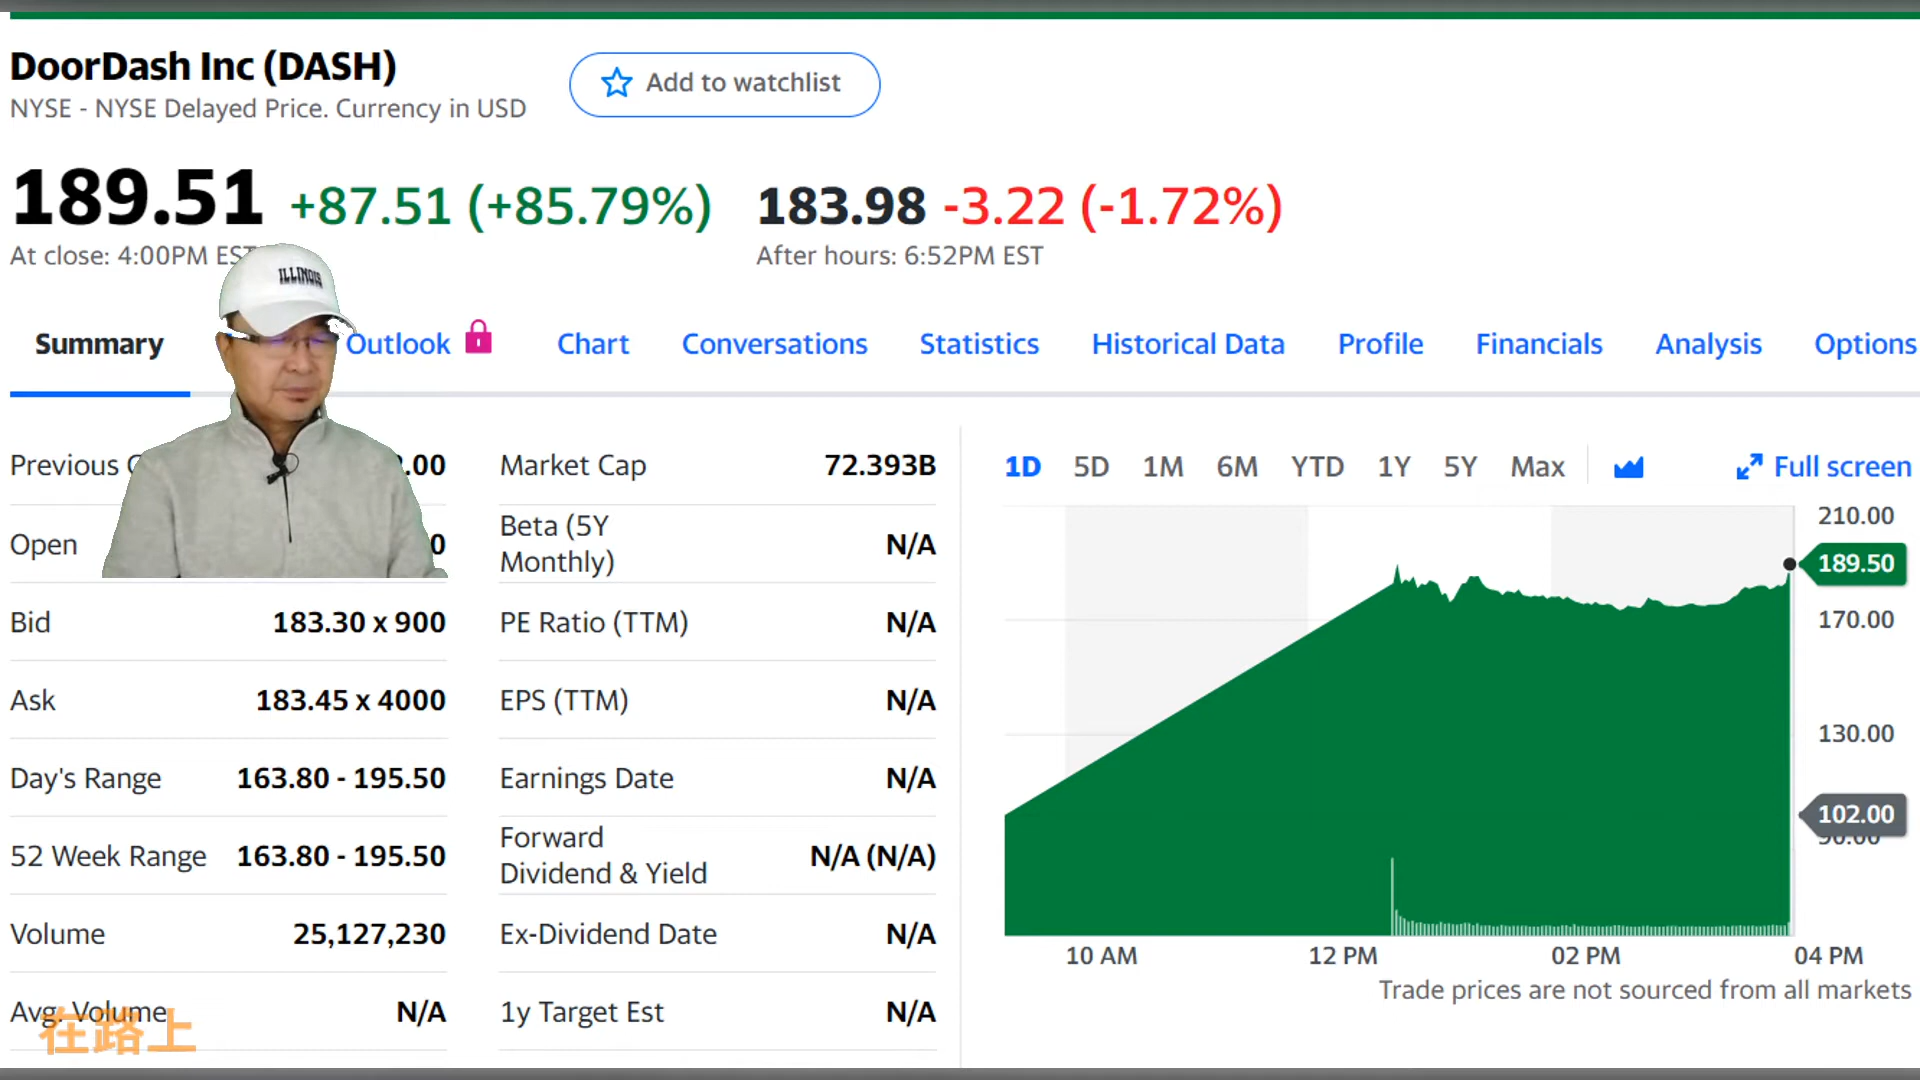 DoorDash Inc (DASH)
Add to watchlist
NYSE - NYSE Delayed Price. Currency in USD
189.51 +87.51 (+85.79%) 183.98 -3.22 (-1.72%)
At close: 4:00PM EST After hours: 6:52PM EST
ILLINOIS
Summary Outlook Chart Conversations Statistics Historical Data Profile Financials Analysis Options
Previous .00
Open 0
Bid 183.30 x 900
Ask 183.45 x 4000
Day's Range 163.80 - 195.50
52 Week Range 163.80 - 195.50
Volume 25,127,230
Avg. Volume N/A
在路上
Market Cap 72.393B
Beta (5Y
Monthly) N/A
PE Ratio (TTM) N/A
EPS (TTM) N/A
Earnings Date N/A
Forward
Dividend & Yield N/A (N/A)
Ex-Dividend Date N/A
1y Target Est N/A
1D 5D 1M 6M YTD 1Y 5Y Max Full screen
210.00
189.50
170.00
130.00
102.00
90.00
10 AM 12 PM 02 PM 04 PM
Trade prices are not sourced from all markets